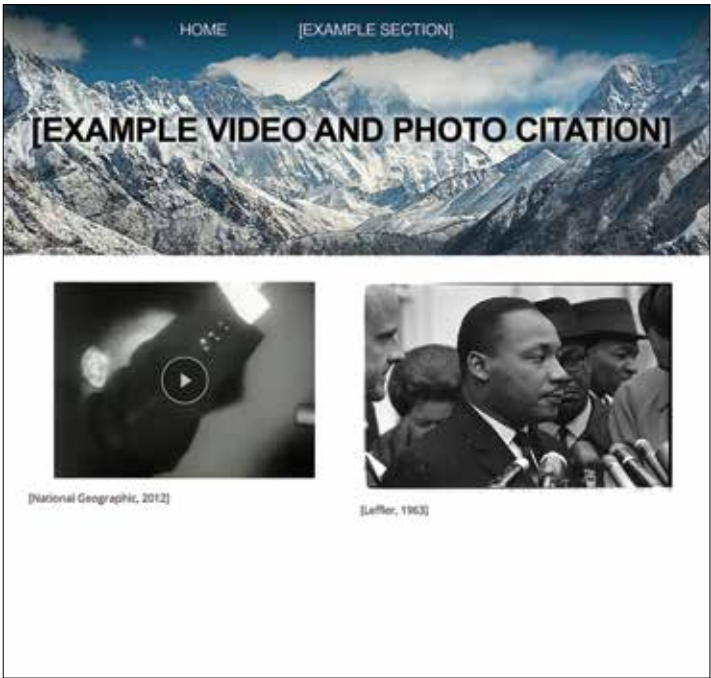 HOME [EXAMPLE SECTION]
[EXAMPLE VIDEO AND PHOTO CITATION]
[National Geographic, 2012]
[Leffler, 1963]